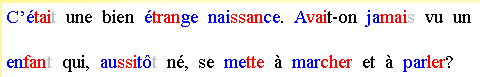 C'était une bien étrange naissance. Avait-on jamais vu un
enfant qui, aussitôt né, se mette à marcher et à parler?